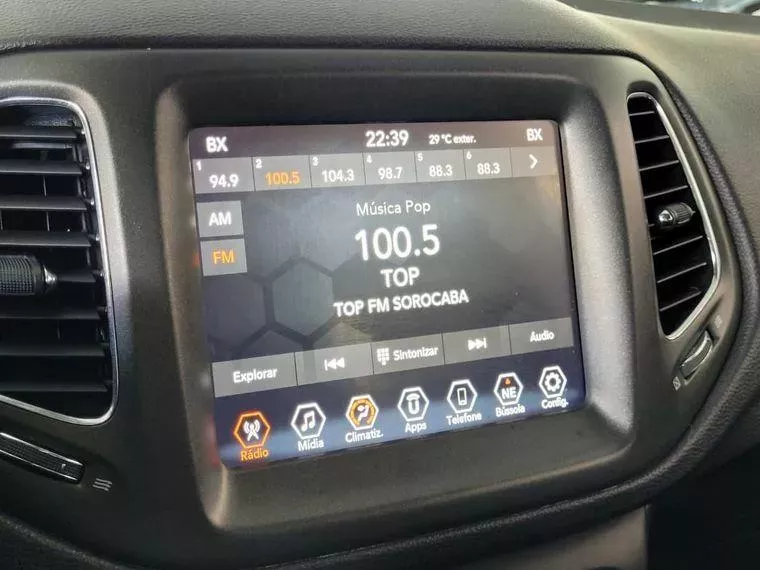 BX 22:39 29 °C exter. BX
1 94.9 2 100.5 3 104.3 4 98.7 5 88.3 6 88.3
AM
Música Pop
FM
100.5
TOP
TOP FM SOROCABA
Explorar Sintonizar Audio
NE
Rádio Mídia Climatiz. Apps Telefone Bússola Config.